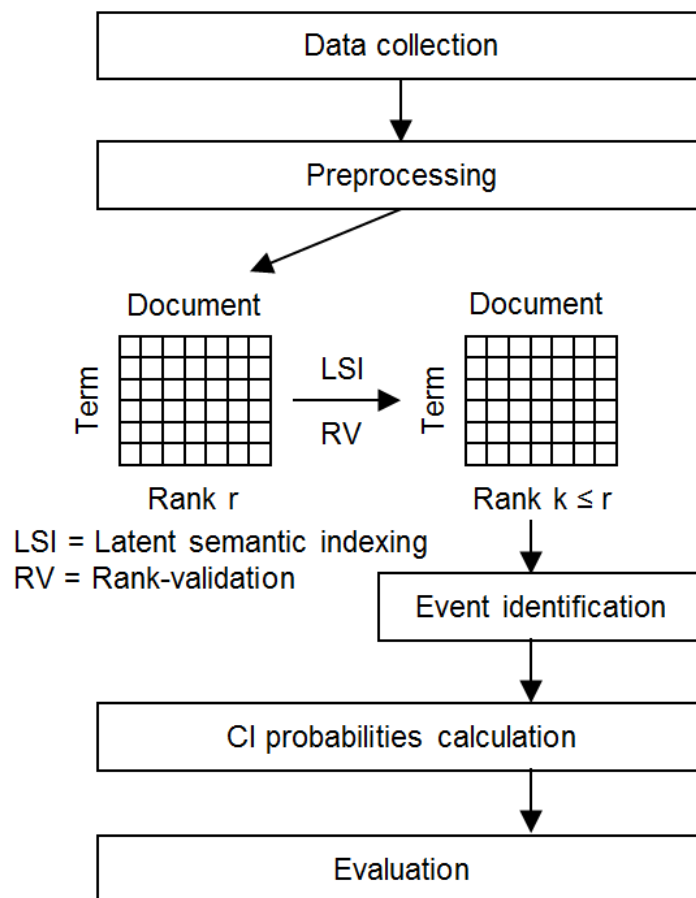 Data collection
Preprocessing
Document
Term
Rank r
LSI
RV
Document
Term
Rank k ≤ r
LSI = Latent semantic indexing
RV = Rank-validation
Event identification
CI probabilities calculation
Evaluation